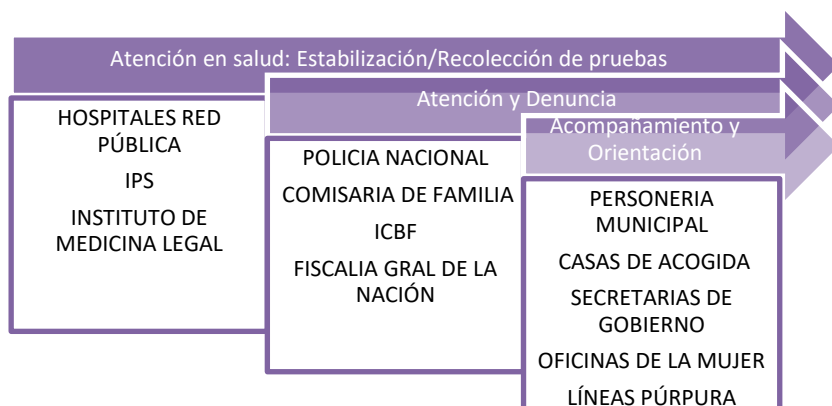 Atención en salud: Estabilización/Recolección de pruebas
HOSPITALES RED
PÚBLICA
IPS
INSTITUTO DE
MEDICINA LEGAL
Atención y Denuncia
POLICIA NACIONAL
COMISARIA DE FAMILIA
ICBF
FISCALIA GRAL DE LA
NACIÓN
Acompañamiento y
Orientación
PERSONERIA
MUNICIPAL
CASAS DE ACOGIDA
SECRETARIAS DE
GOBIERNO
OFICINAS DE LA MUJER
LÍNEAS PÚRPURA